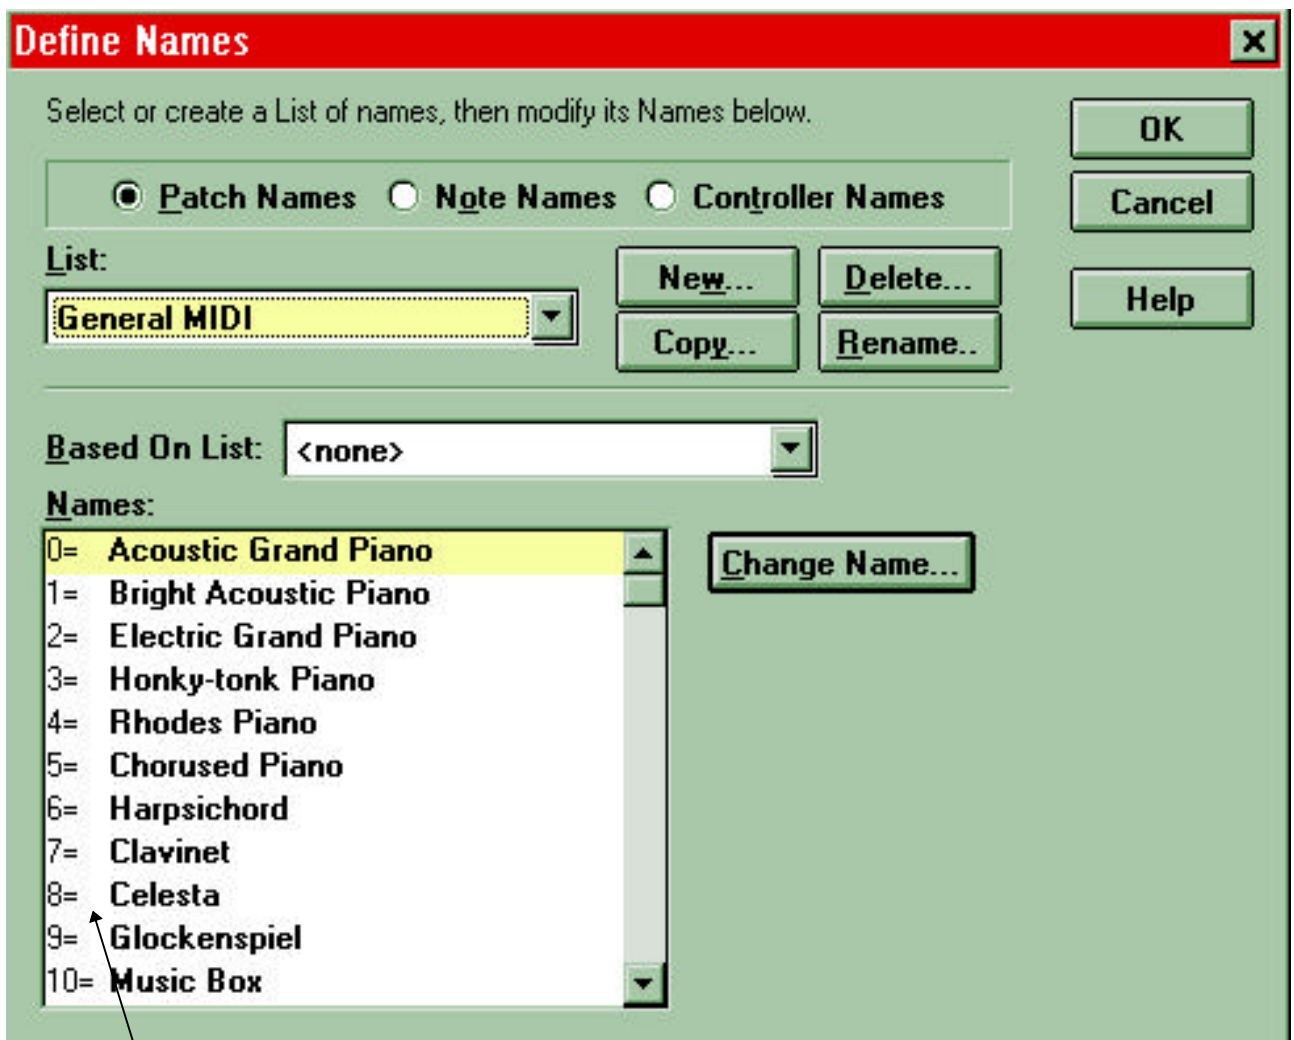 Define Names
Select or create a List of names, then modify its Names below.
OK
Cancel
Help
Patch Names Note Names Controller Names
List:
General MIDI
New... Delete...
Copy... Rename..
Based On List: <none>
Names:
0= Acoustic Grand Piano
1= Bright Acoustic Piano
2= Electric Grand Piano
3= Honky-tonk Piano
4= Rhodes Piano
5= Chorused Piano
6= Harpsichord
7= Clavinet
8= Celesta
9= Glockenspiel
10= Music Box
Change Name...